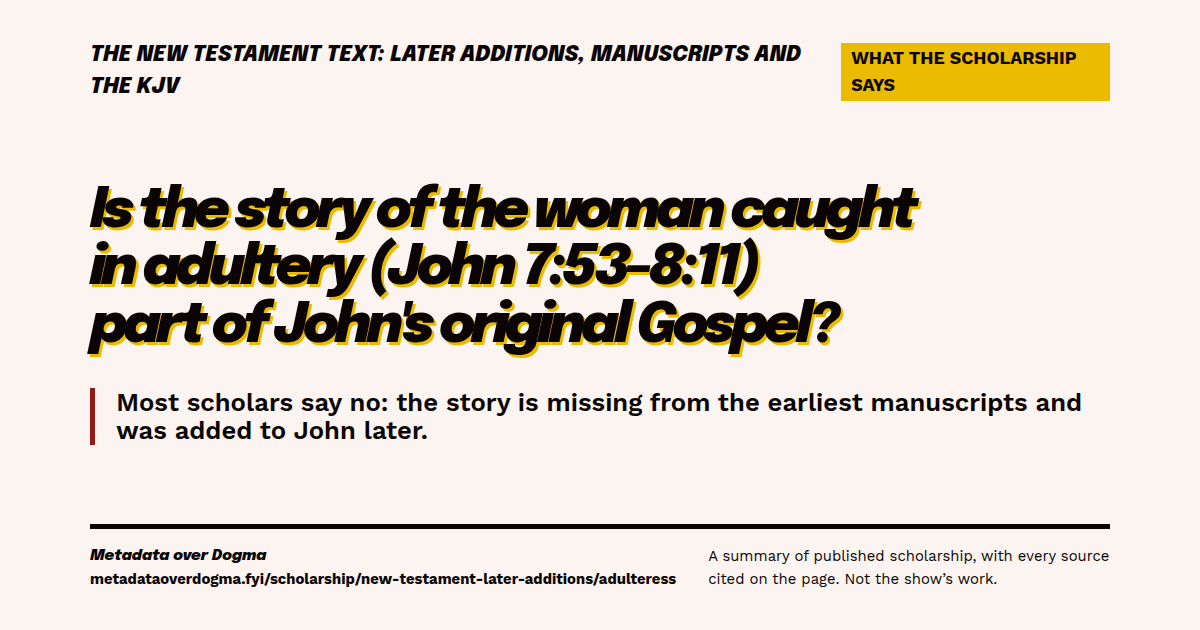 THE NEW TESTAMENT TEXT: LATER ADDITIONS, MANUSCRIPTS AND
THE KJV
WHAT THE SCHOLARSHIP
SAYS
Is the story of the woman caught
in adultery (John 7:53–8:11)
part of John's original Gospel?
Most scholars say no: the story is missing from the earliest manuscripts and
was added to John later.
Metadata over Dogma
metadataoverdogma.fyi/scholarship/new-testament-later-additions/adulteress
A summary of published scholarship, with every source
cited on the page. Not the show’s work.